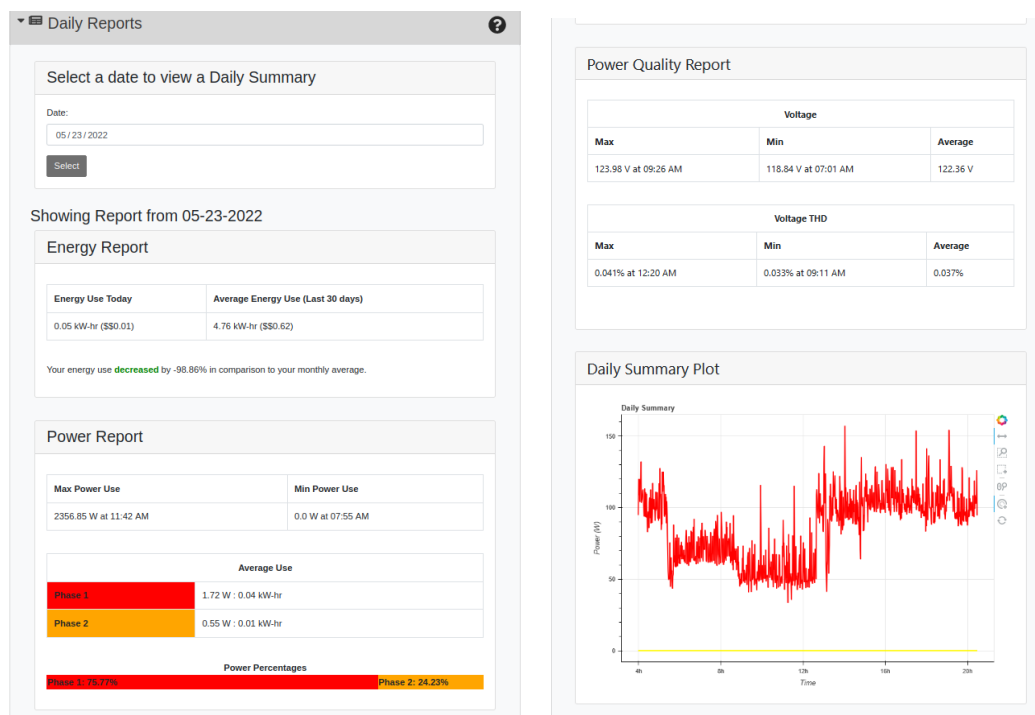 Daily Reports
Select a date to view a Daily Summary
Date:
05 / 23 / 2022
Select
Showing Report from 05-23-2022
Energy Report
Energy Use Today Average Energy Use (Last 30 days)
0.05 kW-hr ($$0.01) 4.76 kW-hr ($$0.62)
Your energy use decreased by -98.86% in comparison to your monthly average.
Power Report
Max Power Use Min Power Use
2356.85 W at 11:42 AM 0.0 W at 07:55 AM
Average Use
Phase 1 1.72 W : 0.04 kW-hr
Phase 2 0.55 W : 0.01 kW-hr
Power Percentages
Phase 1: 75.77% Phase 2: 24.23%
Power Quality Report
Voltage
Max Min Average
123.98 V at 09:26 AM 118.84 V at 07:01 AM 122.36 V
Voltage THD
Max Min Average
0.041% at 12:20 AM 0.033% at 09:11 AM 0.037%
Daily Summary Plot
Daily Summary
150
100
50
0
Power (W)
4h 8h 12h 16h 20h
Time